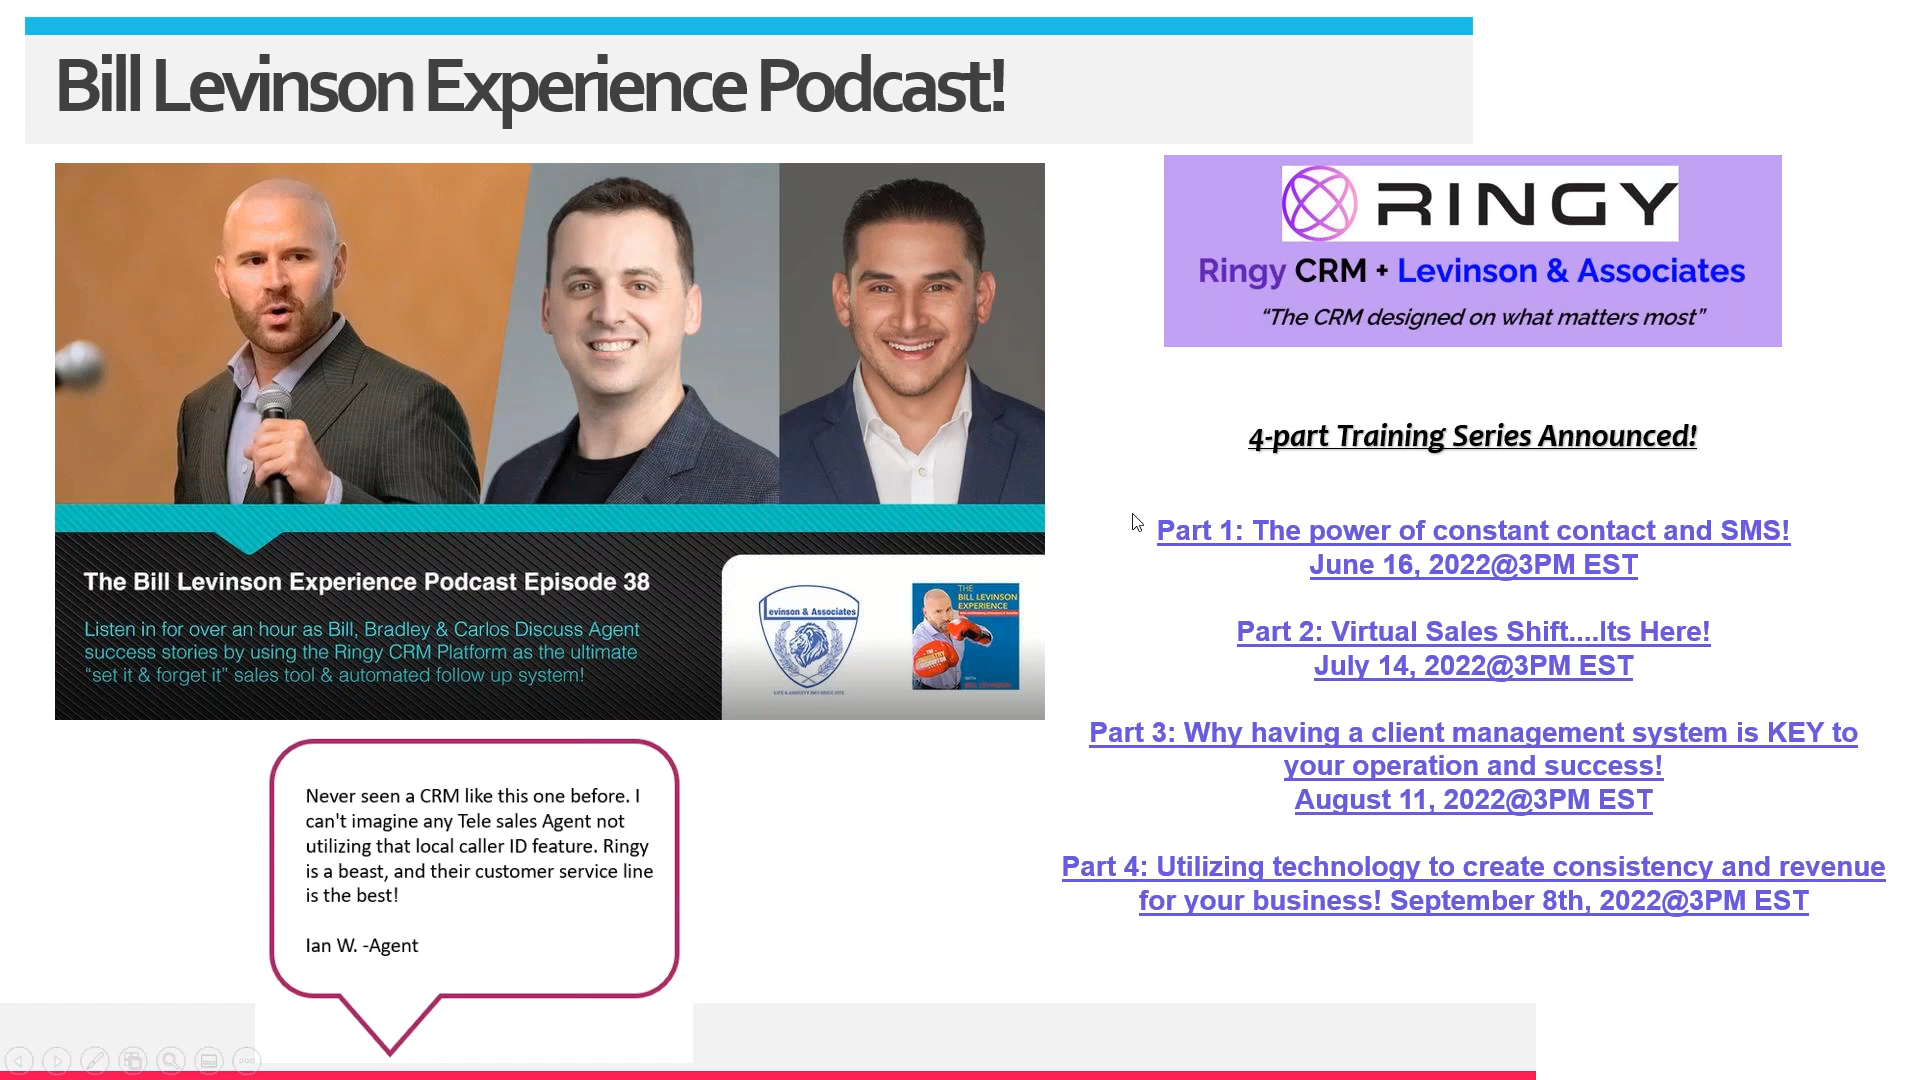 Bill Levinson Experience Podcast!
RINGY
Ringy CRM + Levinson & Associates
“The CRM designed on what matters most”
4-part Training Series Announced!
Part 1: The power of constant contact and SMS!
June 16, 2022@3PM EST
Part 2: Virtual Sales Shift....Its Here!
July 14, 2022@3PM EST
Part 3: Why having a client management system is KEY to
your operation and success!
August 11, 2022@3PM EST
Part 4: Utilizing technology to create consistency and revenue
for your business! September 8th, 2022@3PM EST
The Bill Levinson Experience Podcast Episode 38
Listen in for over an hour as Bill, Bradley & Carlos Discuss Agent
success stories by using the Ringy CRM Platform as the ultimate
“set it & forget it” sales tool & automated follow up system!
Levinson & Associates
THE
BILL LEVINSON
EXPERIENCE
WITH
BILL LEVINSON
Never seen a CRM like this one before. I
can't imagine any Tele sales Agent not
utilizing that local caller ID feature. Ringy
is a beast, and their customer service line
is the best!
Ian W. -Agent